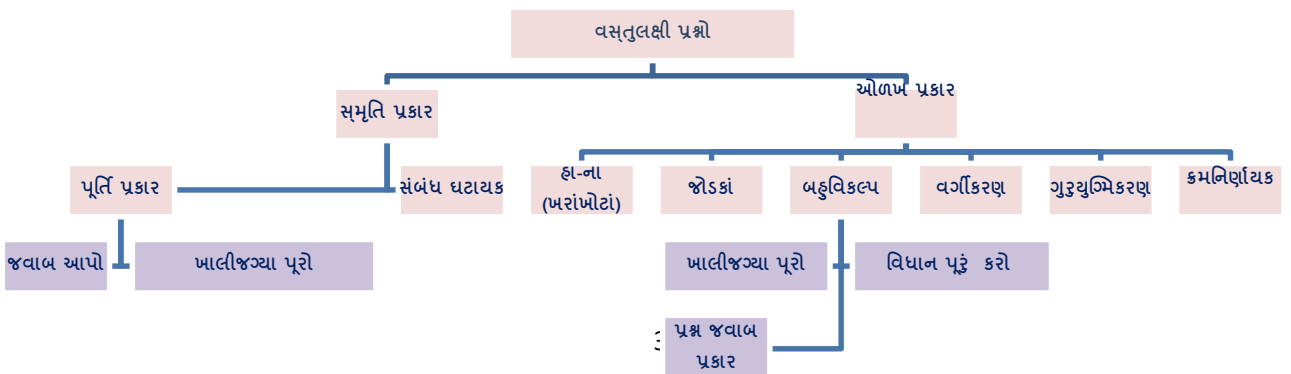 વસ્તુલક્ષી પ્રશ્નો
સ્મૃતિ પ્રકાર
ઓળખ પ્રકાર
પૂર્તિ પ્રકાર
સંબંધ ઘટાયક
હા-ના
(ખરાંખોટાં)
જોડકાં
બહુવિકલ્પ
વર્ગીકરણ
ગુરુયુગ્મિકરણ
ક્રમનિર્ણાયક
જવાબ આપો
ખાલીજગ્યા પૂરો
ખાલીજગ્યા પૂરો
વિધાન પૂરું કરો
પ્રશ્ન જવાબ
પ્રકાર